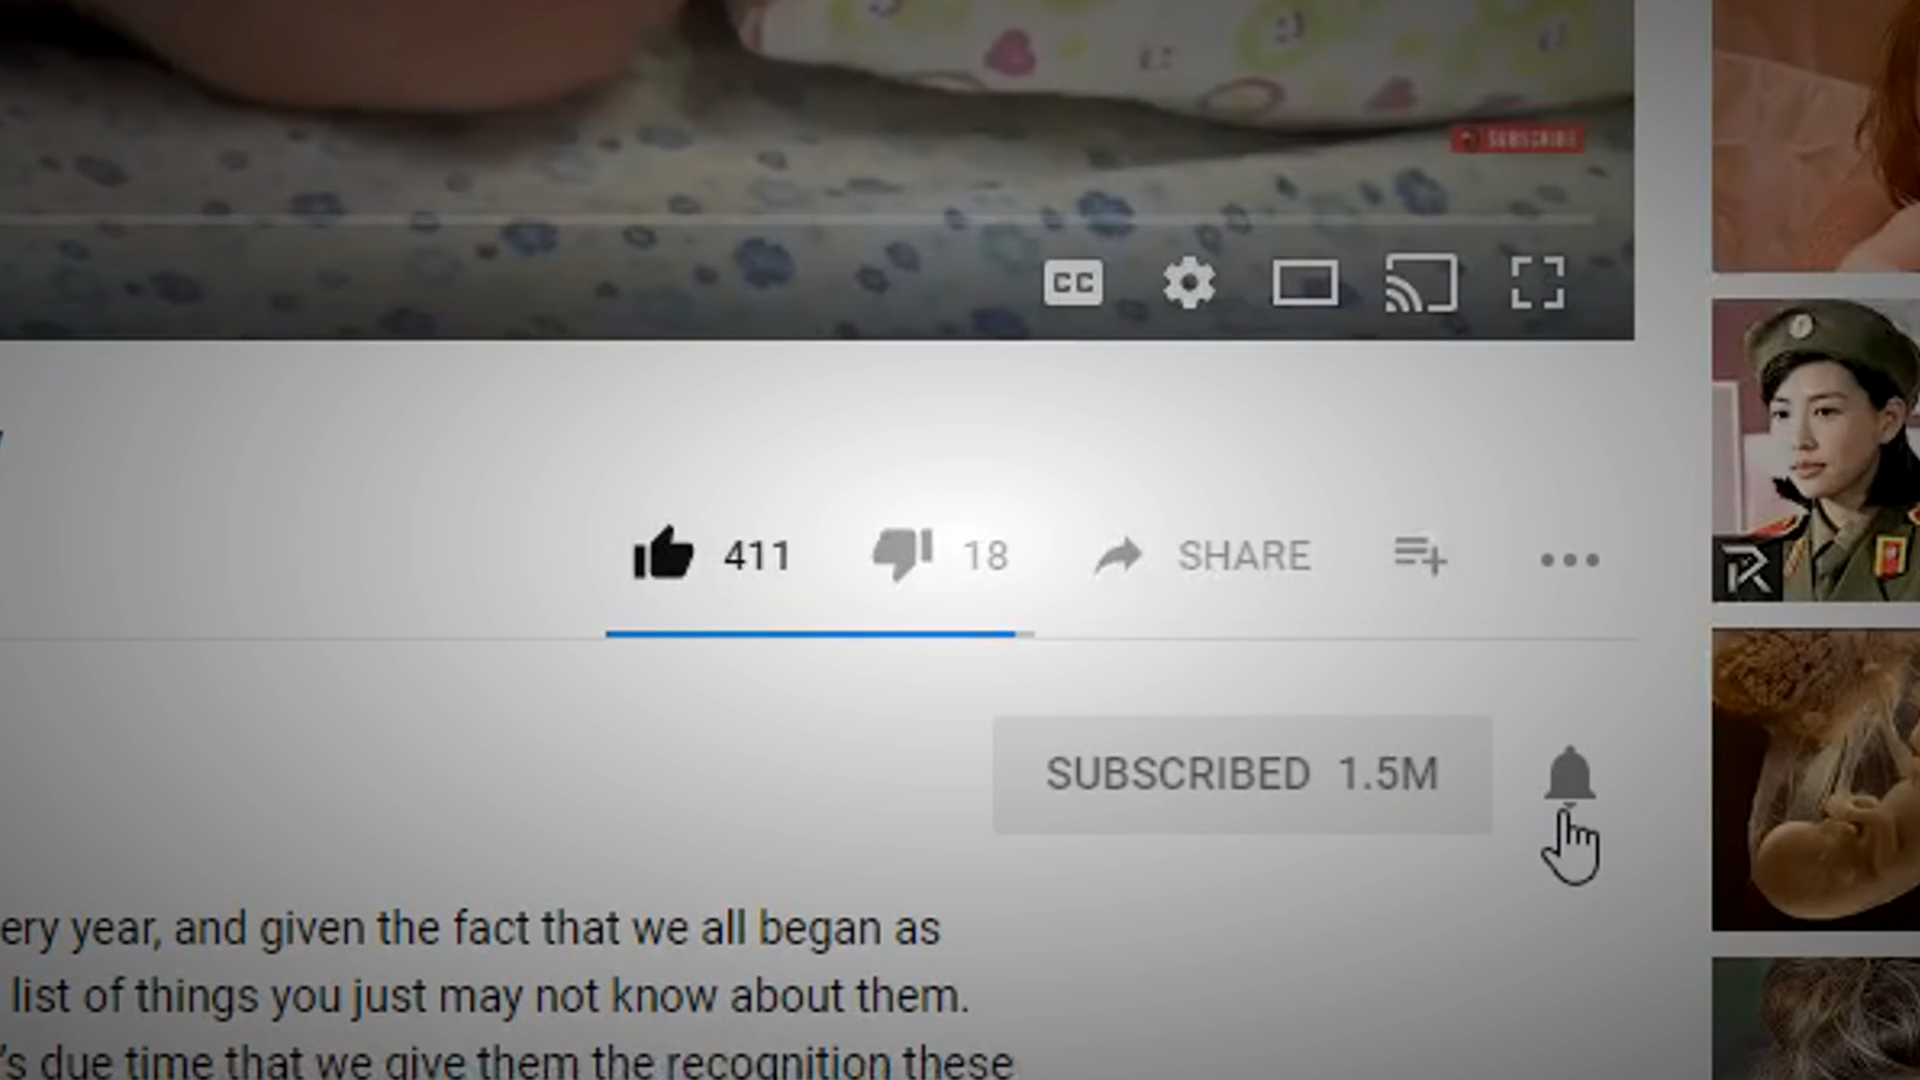 SUBSCRIBE
CC
411 18 SHARE
SUBSCRIBED 1.5M
ery year, and given the fact that we all began as
list of things you just may not know about them.
's due time that we give them the recognition these